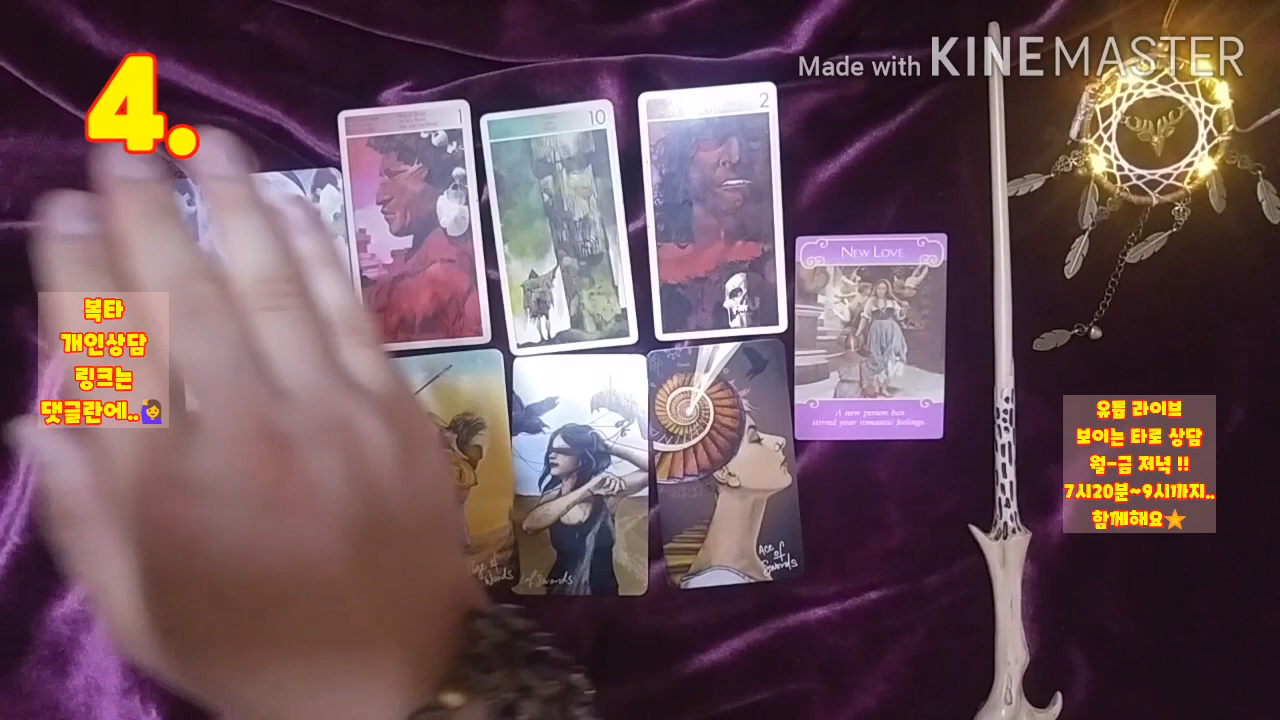 4.
Made with KINEMASTER
1
10
2
NEW LOVE
A new person has
stirred your romantic feelings.
복타
개인상담
링크는
댓글란에..🙋‍♀️
유튭 라이브
보이는 타로 상담
월-금 저녁 !!
7시20분~9시까지..
함께해요⭐
of Swords
Ace
of
Swords